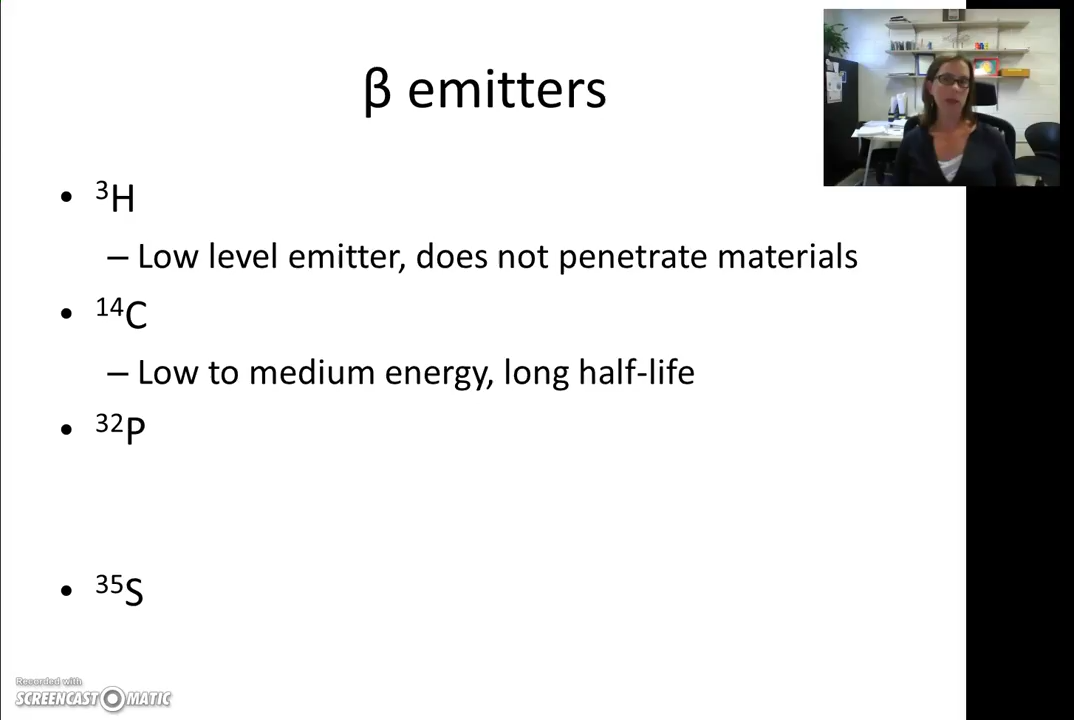 β emitters
• ³H
– Low level emitter, does not penetrate materials
• ¹⁴C
– Low to medium energy, long half-life
• ³²P
• ³⁵S
Recorded with
SCREENCAST-O-MATIC